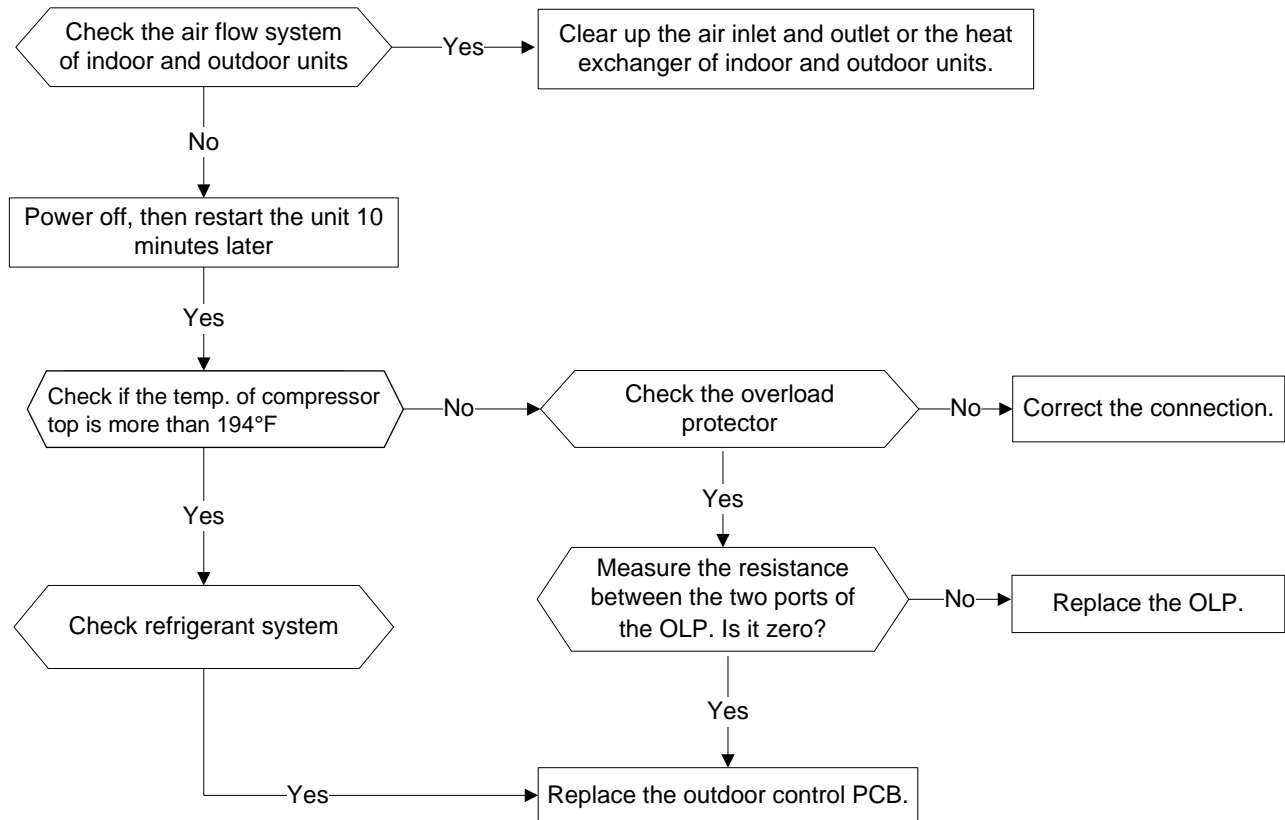 Check the air flow system
of indoor and outdoor units
Yes
Clear up the air inlet and outlet or the heat
exchanger of indoor and outdoor units.
No
Power off, then restart the unit 10
minutes later
Yes
Check if the temp. of compressor
top is more than 194°F
No
Check the overload
protector
No
Correct the connection.
Yes
Yes
Measure the resistance
between the two ports of
the OLP. Is it zero?
No
Replace the OLP.
Check refrigerant system
Yes
Yes
Replace the outdoor control PCB.